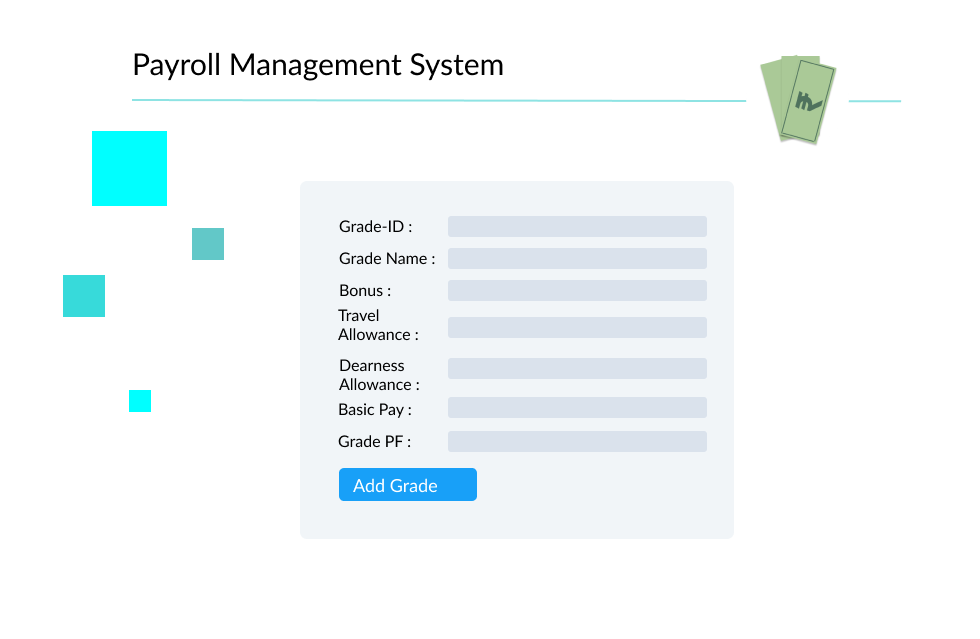 Payroll Management System
Grade-ID :
Grade Name :
Bonus :
Travel
Allowance :
Dearness
Allowance :
Basic Pay :
Grade PF :
Add Grade